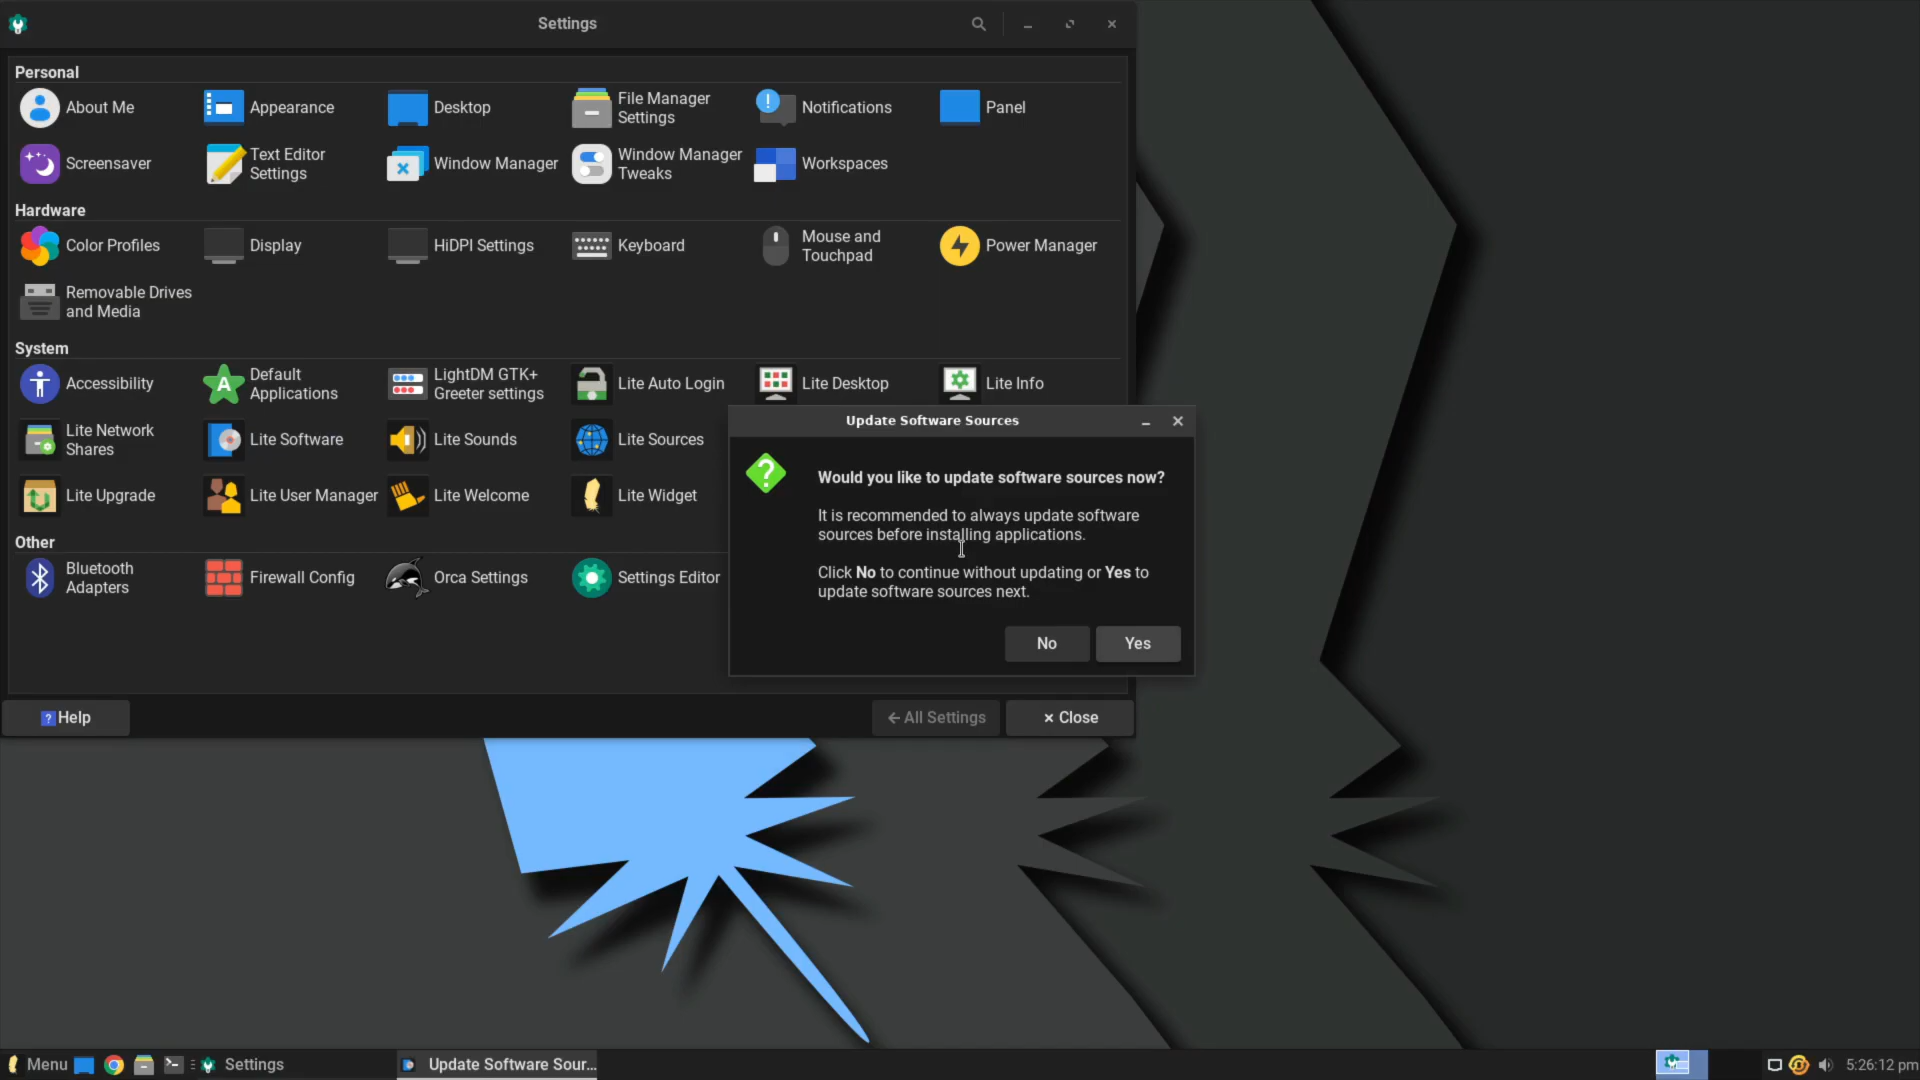 Settings
Personal
About Me
Appearance
Desktop
File Manager
Settings
Notifications
Panel
Screensaver
Text Editor
Settings
Window Manager
Window Manager
Tweaks
Workspaces
Hardware
Color Profiles
Display
HiDPI Settings
Keyboard
Mouse and
Touchpad
Power Manager
Removable Drives
and Media
System
Accessibility
Default
Applications
LightDM GTK+
Greeter settings
Lite Auto Login
Lite Desktop
Lite Info
Lite Network
Shares
Lite Software
Lite Sounds
Lite Sources
Lite Upgrade
Lite User Manager
Lite Welcome
Lite Widget
Other
Bluetooth
Adapters
Firewall Config
Orca Settings
Settings Editor
Update Software Sources
Would you like to update software sources now?
It is recommended to always update software
sources before installing applications.
Click No to continue without updating or Yes to
update software sources next.
No
Yes
Help
All Settings
Close
Menu
Settings
Update Software Sour...
5:26:12 pm